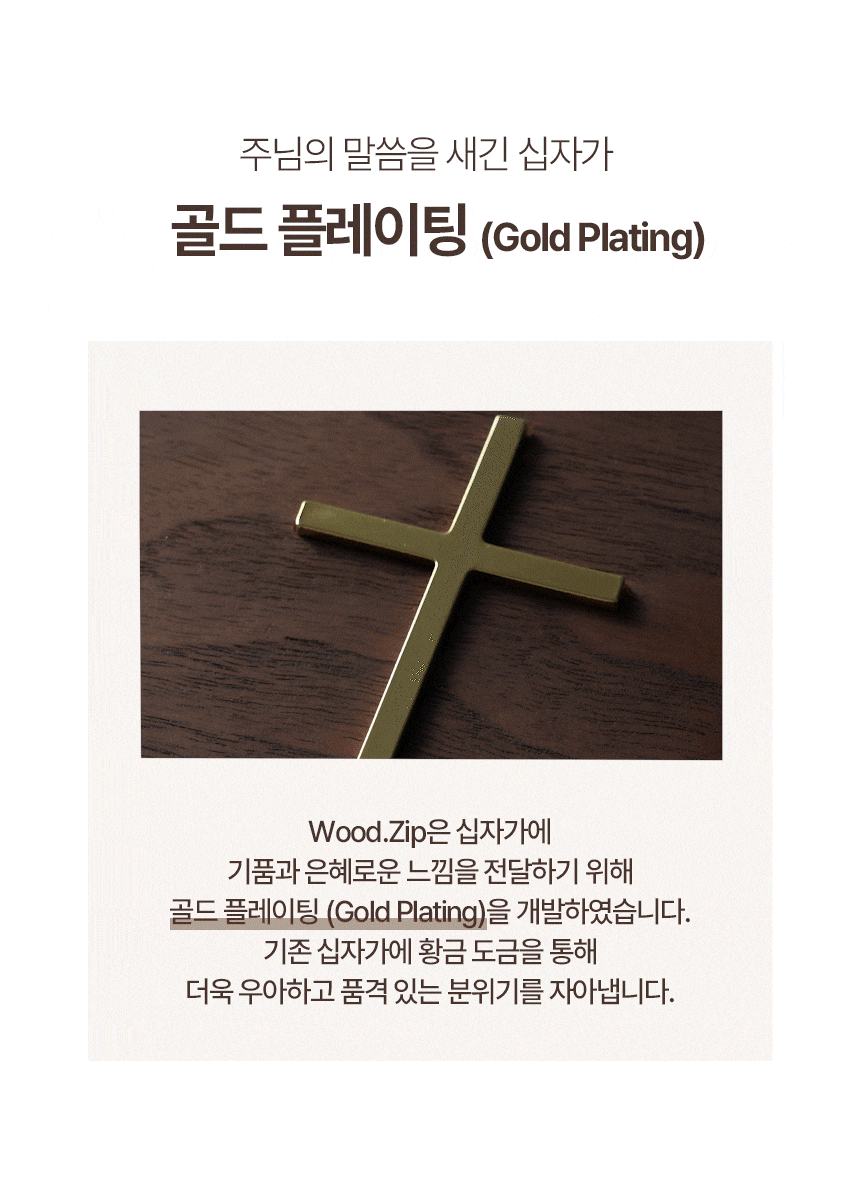 주님의 말씀을 새긴 십자가
골드 플레이팅 (Gold Plating)
Wood.Zip은 십자가에
기품과 은혜로운 느낌을 전달하기 위해
골드 플레이팅 (Gold Plating)을 개발하였습니다.
기존 십자가에 황금 도금을 통해
더욱 우아하고 품격 있는 분위기를 자아냅니다.